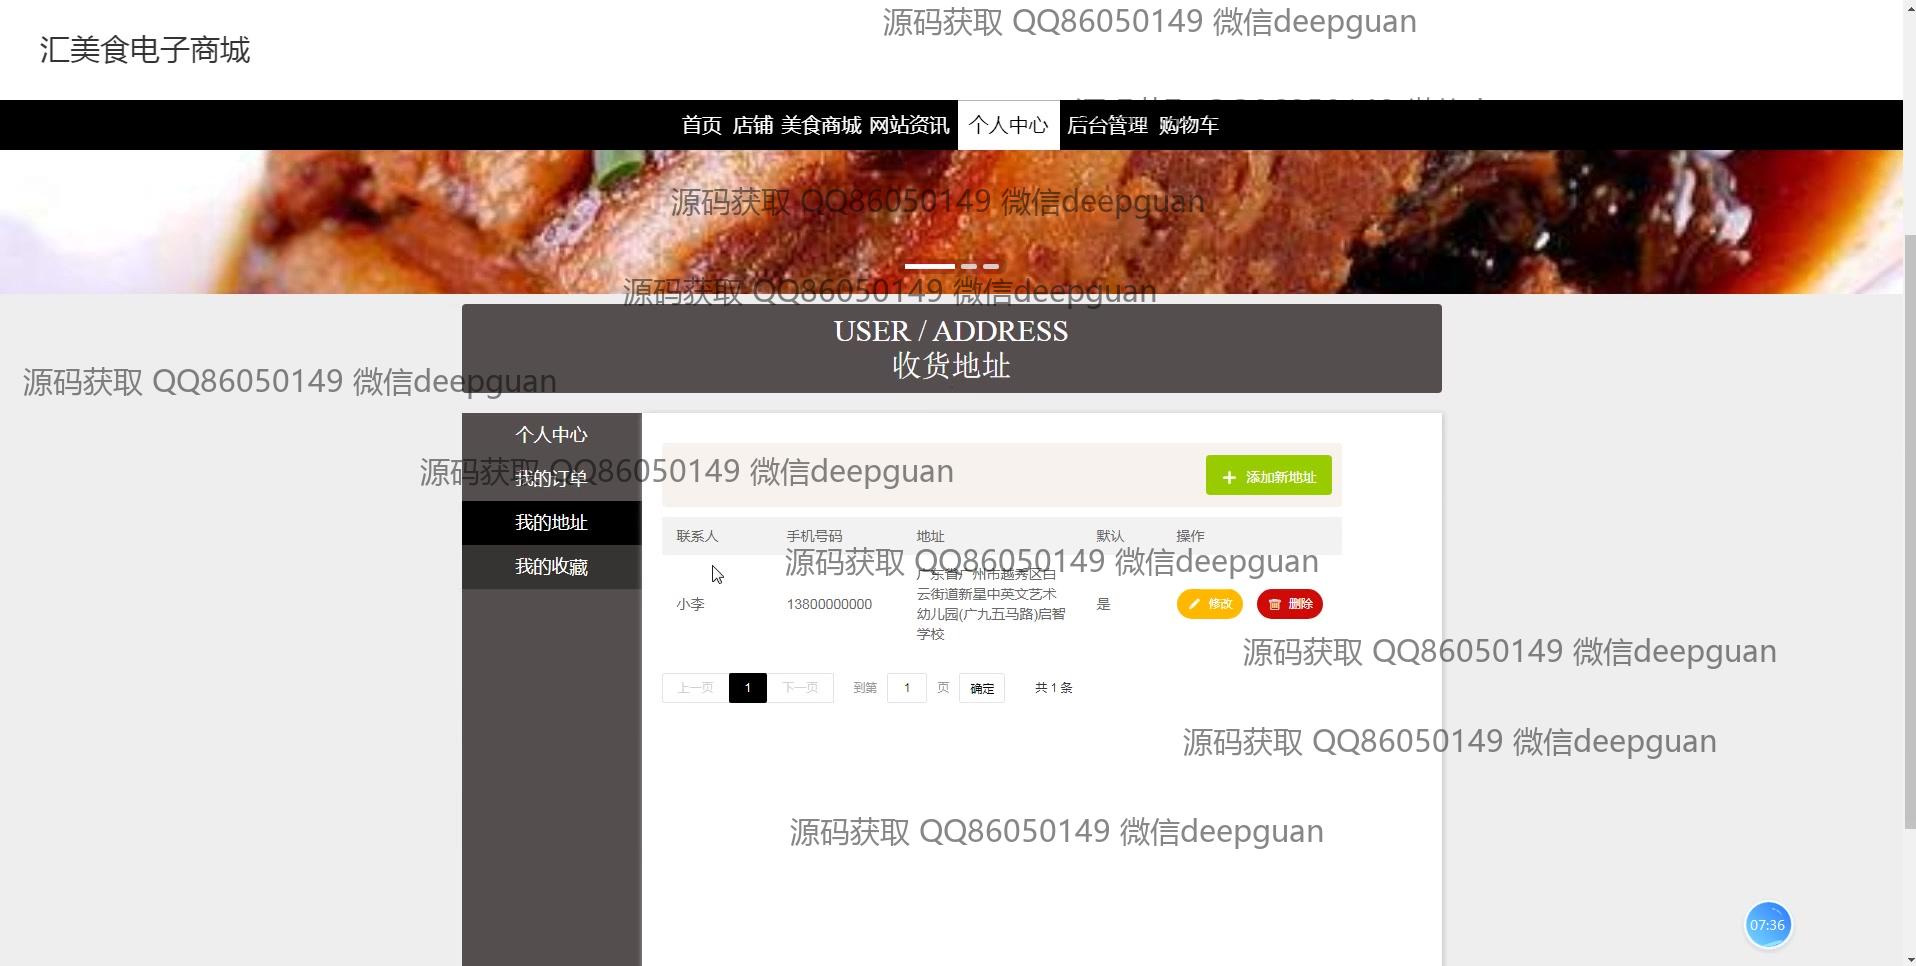 源码获取 QQ86050149 微信deepguan
汇美食电子商城
首页 店铺 美食商城 网站资讯 个人中心 后台管理 购物车
源码获取 QQ86050149 微信deepguan
源码获取 QQ86050149 微信deepguan
USER / ADDRESS
收货地址
源码获取 QQ86050149 微信deepguan
个人中心
源码获取 QQ86050149 微信deepguan
添加新地址
我的订单
我的地址
我的收藏
联系人 手机号码 地址 默认 操作
源码获取 QQ86050149 微信deepguan
广东省广州市越秀区白
云街道新星中英文艺术
幼儿园(广九五马路)启智
学校
小李 13800000000 是 修改 删除
源码获取 QQ86050149 微信deepguan
上一页 1 下一页 到第 1 页 确定 共 1 条
源码获取 QQ86050149 微信deepguan
源码获取 QQ86050149 微信deepguan
07:36